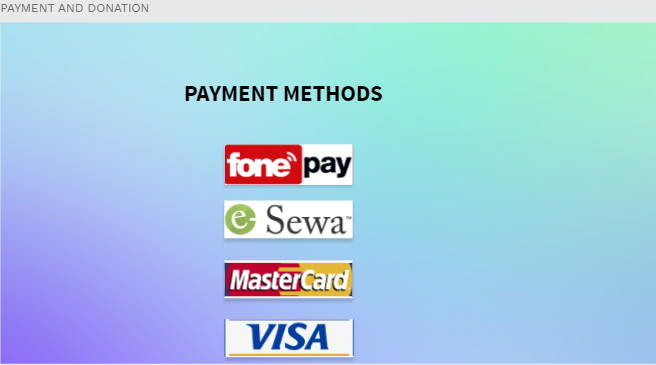 PAYMENT AND DONATION
PAYMENT METHODS
fone pay
e Sewa™
MasterCard
VISA